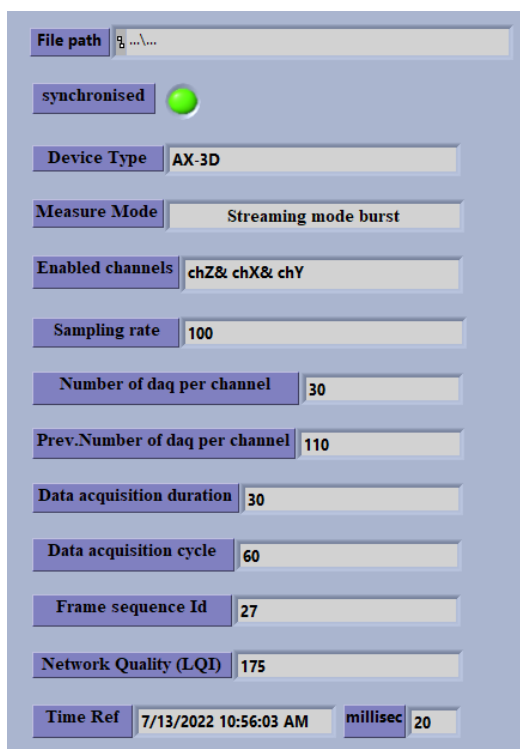 File path ...\...
synchronised
Device Type AX-3D
Measure Mode Streaming mode burst
Enabled channels chZ& chX& chY
Sampling rate 100
Number of daq per channel 30
Prev.Number of daq per channel 110
Data acquisition duration 30
Data acquisition cycle 60
Frame sequence Id 27
Network Quality (LQI) 175
Time Ref 7/13/2022 10:56:03 AM millisec 20